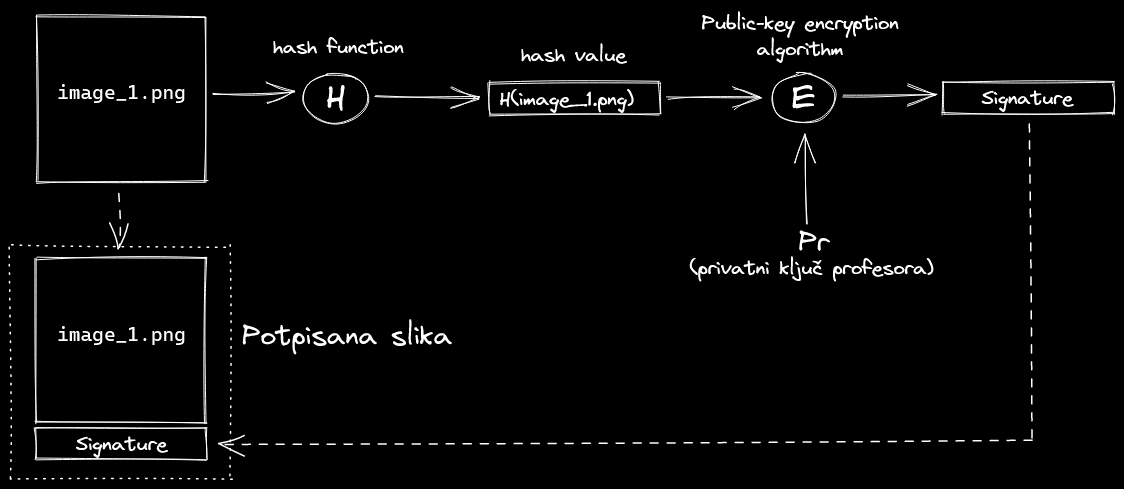 image_1.png
hash function
H
hash value
H(image_1.png)
Public-key encryption
algorithm
E
Signature
Pr
(privatni ključ profesora)
image_1.png
Signature
Potpisana slika